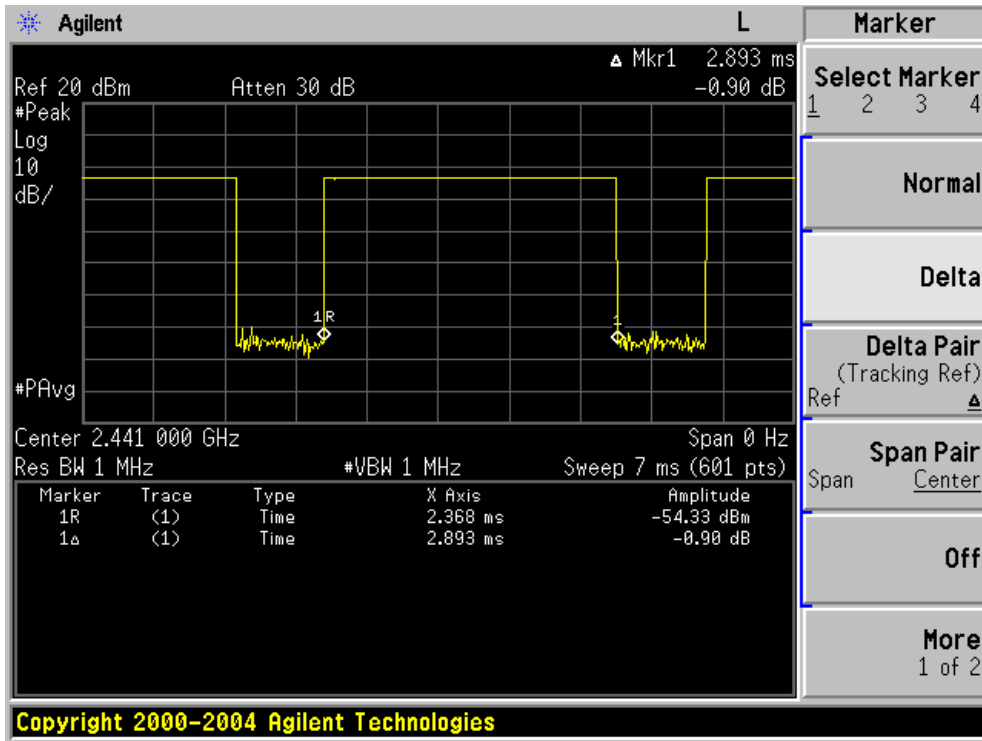 Agilent L
Marker
Δ Mkr1 2.893 ms
Ref 20 dBm Atten 30 dB -0.90 dB
#Peak
Log
10
dB/
1R
1
#PAvg
Center 2.441 000 GHz Span 0 Hz
Res BW 1 MHz #VBW 1 MHz Sweep 7 ms (601 pts)
Marker Trace Type X Axis Amplitude
1R (1) Time 2.368 ms -54.33 dBm
1Δ (1) Time 2.893 ms -0.90 dB
Select Marker
1 2 3 4
Normal
Delta
Delta Pair
(Tracking Ref)
Ref Δ
Span Pair
Span Center
Off
More
1 of 2
Copyright 2000-2004 Agilent Technologies